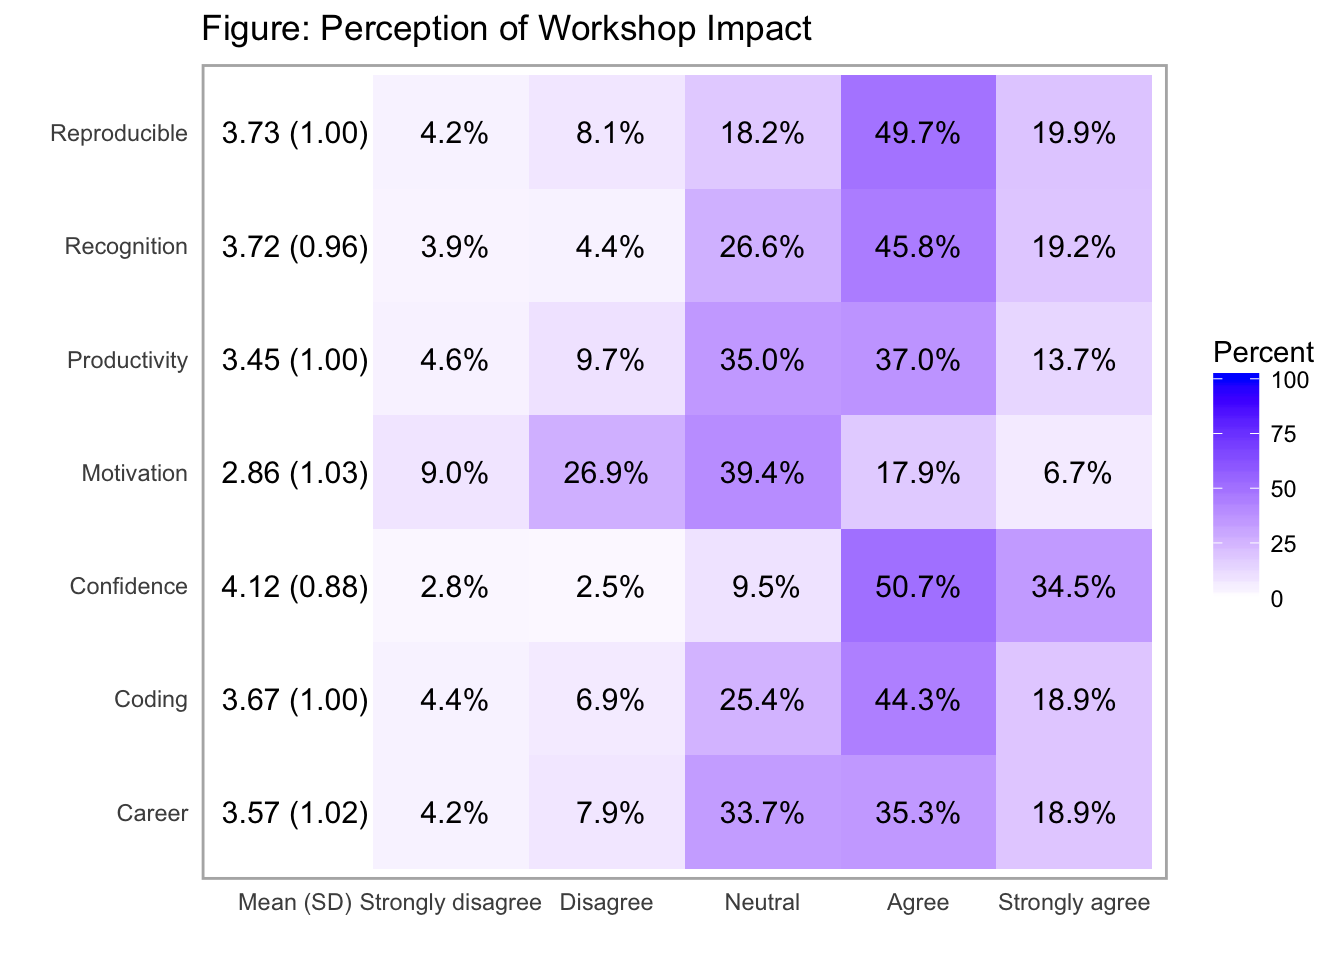 Figure: Perception of Workshop Impact
Reproducible 3.73 (1.00) 4.2% 8.1% 18.2% 49.7% 19.9%
Recognition 3.72 (0.96) 3.9% 4.4% 26.6% 45.8% 19.2%
Productivity 3.45 (1.00) 4.6% 9.7% 35.0% 37.0% 13.7%
Motivation 2.86 (1.03) 9.0% 26.9% 39.4% 17.9% 6.7%
Confidence 4.12 (0.88) 2.8% 2.5% 9.5% 50.7% 34.5%
Coding 3.67 (1.00) 4.4% 6.9% 25.4% 44.3% 18.9%
Career 3.57 (1.02) 4.2% 7.9% 33.7% 35.3% 18.9%
Mean (SD) Strongly disagree Disagree Neutral Agree Strongly agree
Percent
100
75
50
25
0